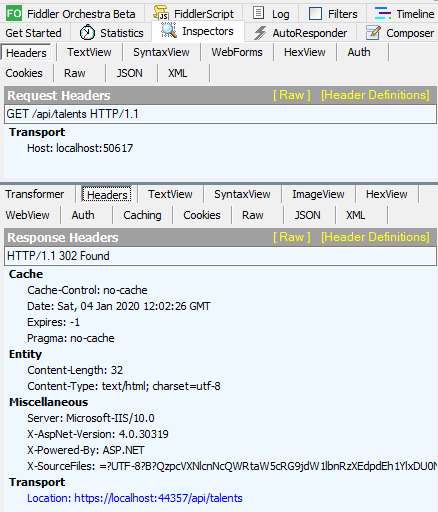 FO Fiddler Orchestra Beta FiddlerScript Log Filters Timeline
Get Started Statistics Inspectors AutoResponder Composer
Headers TextView SyntaxView WebForms HexView Auth
Cookies Raw JSON XML
Request Headers [ Raw ] [Header Definitions]
GET /api/talents HTTP/1.1
Transport
Host: localhost:50617
Transformer Headers TextView SyntaxView ImageView HexView
WebView Auth Caching Cookies Raw JSON XML
Response Headers [ Raw ] [Header Definitions]
HTTP/1.1 302 Found
Cache
Cache-Control: no-cache
Date: Sat, 04 Jan 2020 12:02:26 GMT
Expires: -1
Pragma: no-cache
Entity
Content-Length: 32
Content-Type: text/html; charset=utf-8
Miscellaneous
Server: Microsoft-IIS/10.0
X-AspNet-Version: 4.0.30319
X-Powered-By: ASP.NET
X-SourceFiles:
Transport
Location: https://localhost:44357/api/talents